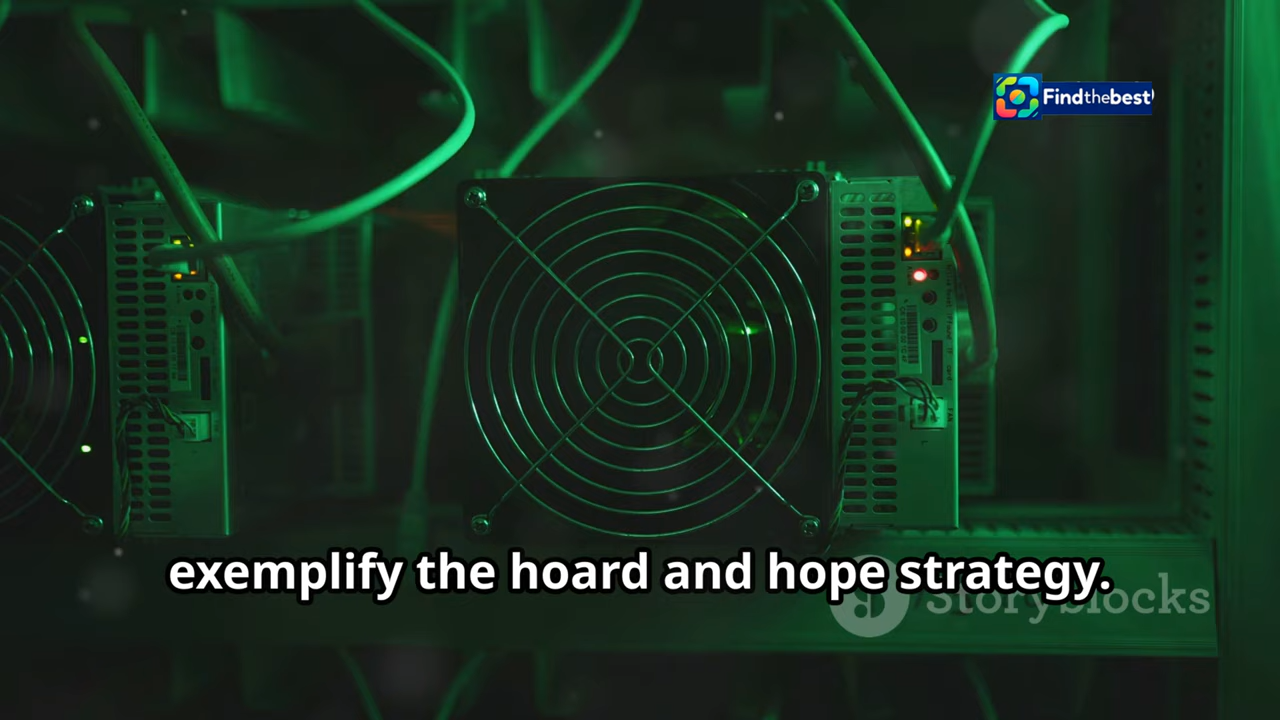 Findthebest
exemplify the hoard and hope strategy.
Storyblocks